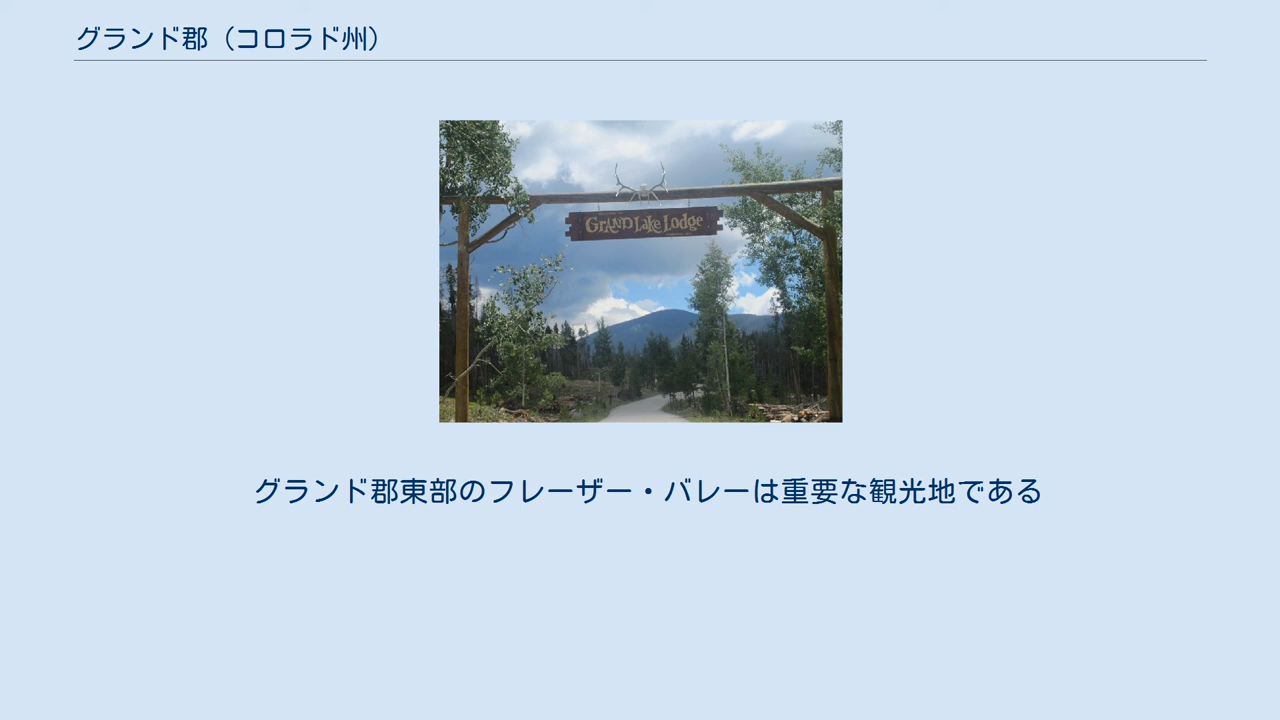 グランド郡（コロラド州）
GRAND Lake Lodge
グランド郡東部のフレーザー・バレーは重要な観光地である